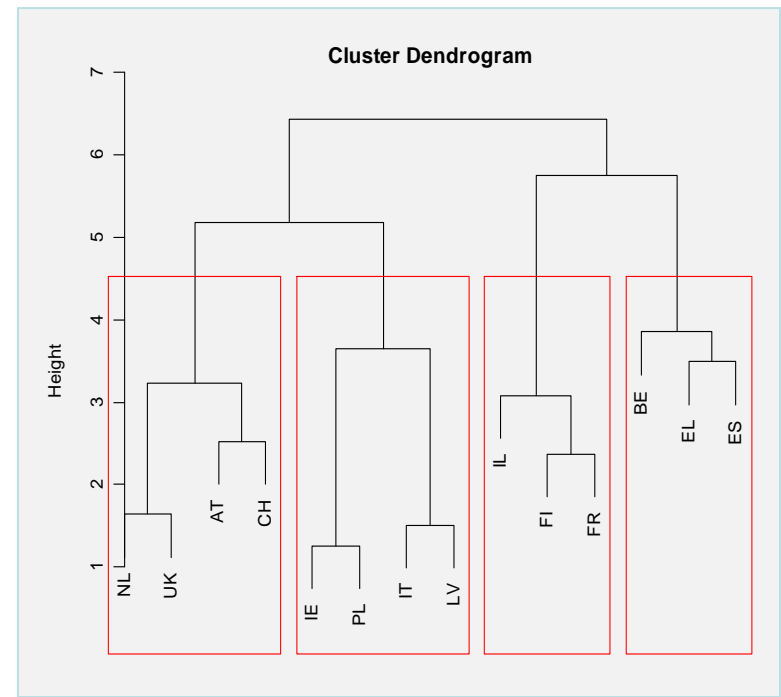 Cluster Dendrogram
Height
7
6
5
4
3
2
1
NL
UK
AT
CH
IE
PL
IT
LV
IL
FI
FR
BE
EL
ES